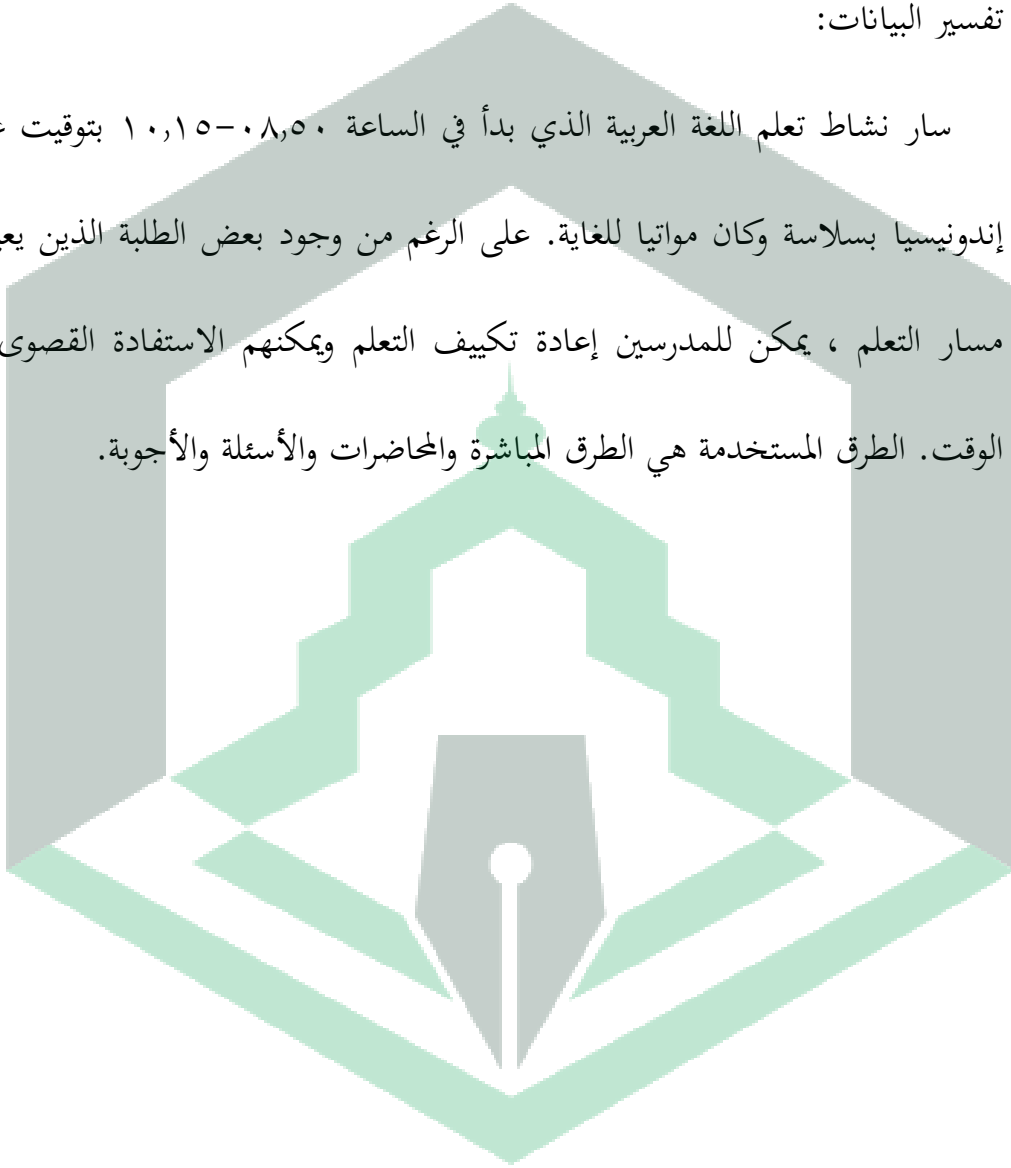 تفسير البيانات:
سار نشاط تعلم اللغة العربية الذي بدأ في الساعة ٠٨,٥٠-١٠,١٥ بتوقيت
إندونيسيا بسلاسة وكان مواتيا للغاية. على الرغم من وجود بعض الطلبة الذين
مسار التعلم ، يمكن للمدرسين إعادة تكييف التعلم ويمكنهم الاستفادة القصوى
الوقت. الطرق المستخدمة هي الطرق المباشرة والمحاضرات والأسئلة والأجوبة.